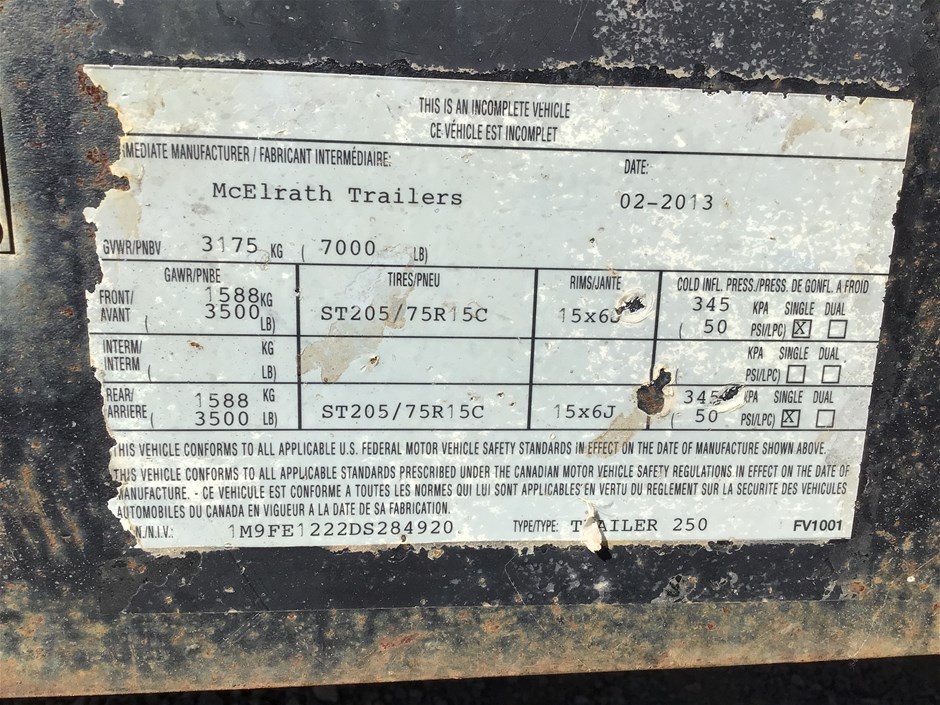 THIS IS AN INCOMPLETE VEHICLE
CE VÉHICLE EST INCOMPLET
MEDIATE MANUFACTURER / FABRICANT INTERMÉDIAIRE: DATE:
McElrath Trailers 02-2013
GVWR/PNBV 3175 KG ( 7000 LB)
GAWR/PNBE TIRES/PNEU RIMS/JANTE COLD INFL. PRESS/PRESS. DE GONFL. A FROID
FRONT/ 1588 KG 345 KPA SINGLE DUAL
AVANT ( 3500 LB) ST205/75R15C 15x6J ( 50 PSI/LPC) X
INTERM/ KG KPA SINGLE DUAL
INTERM ( LB) PSI/LPC)
REAR/ 1588 KG 345 KPA SINGLE DUAL
ARRIERE ( 3500 LB) ST205/75R15C 15x6J ( 50 PSI/LPC) X
THIS VEHICLE CONFORMS TO ALL APPLICABLE U.S. FEDERAL MOTOR VEHICLE SAFETY STANDARDS IN EFFECT ON THE DATE OF MANUFACTURE SHOWN ABOVE.
THIS VEHICLE CONFORMS TO ALL APPLICABLE STANDARDS PRESCRIBED UNDER THE CANADIAN MOTOR VEHICLE SAFETY REGULATIONS IN EFFECT ON THE DATE OF
MANUFACTURE. - CE VEHICULE EST CONFORME A TOUTES LES NORMES QUI LUI SONT APPLICABLES EN VERTU DU REGLEMENT SUR LA SECURITE DES VEHICULES
AUTOMOBILES DU CANADA EN VIGUEUR A LA DATE DE SA FABRICATION.
N./N.I.V.: 1M9FE1222DS284920 TYPE/TYPE: TRAILER 250 FV1001